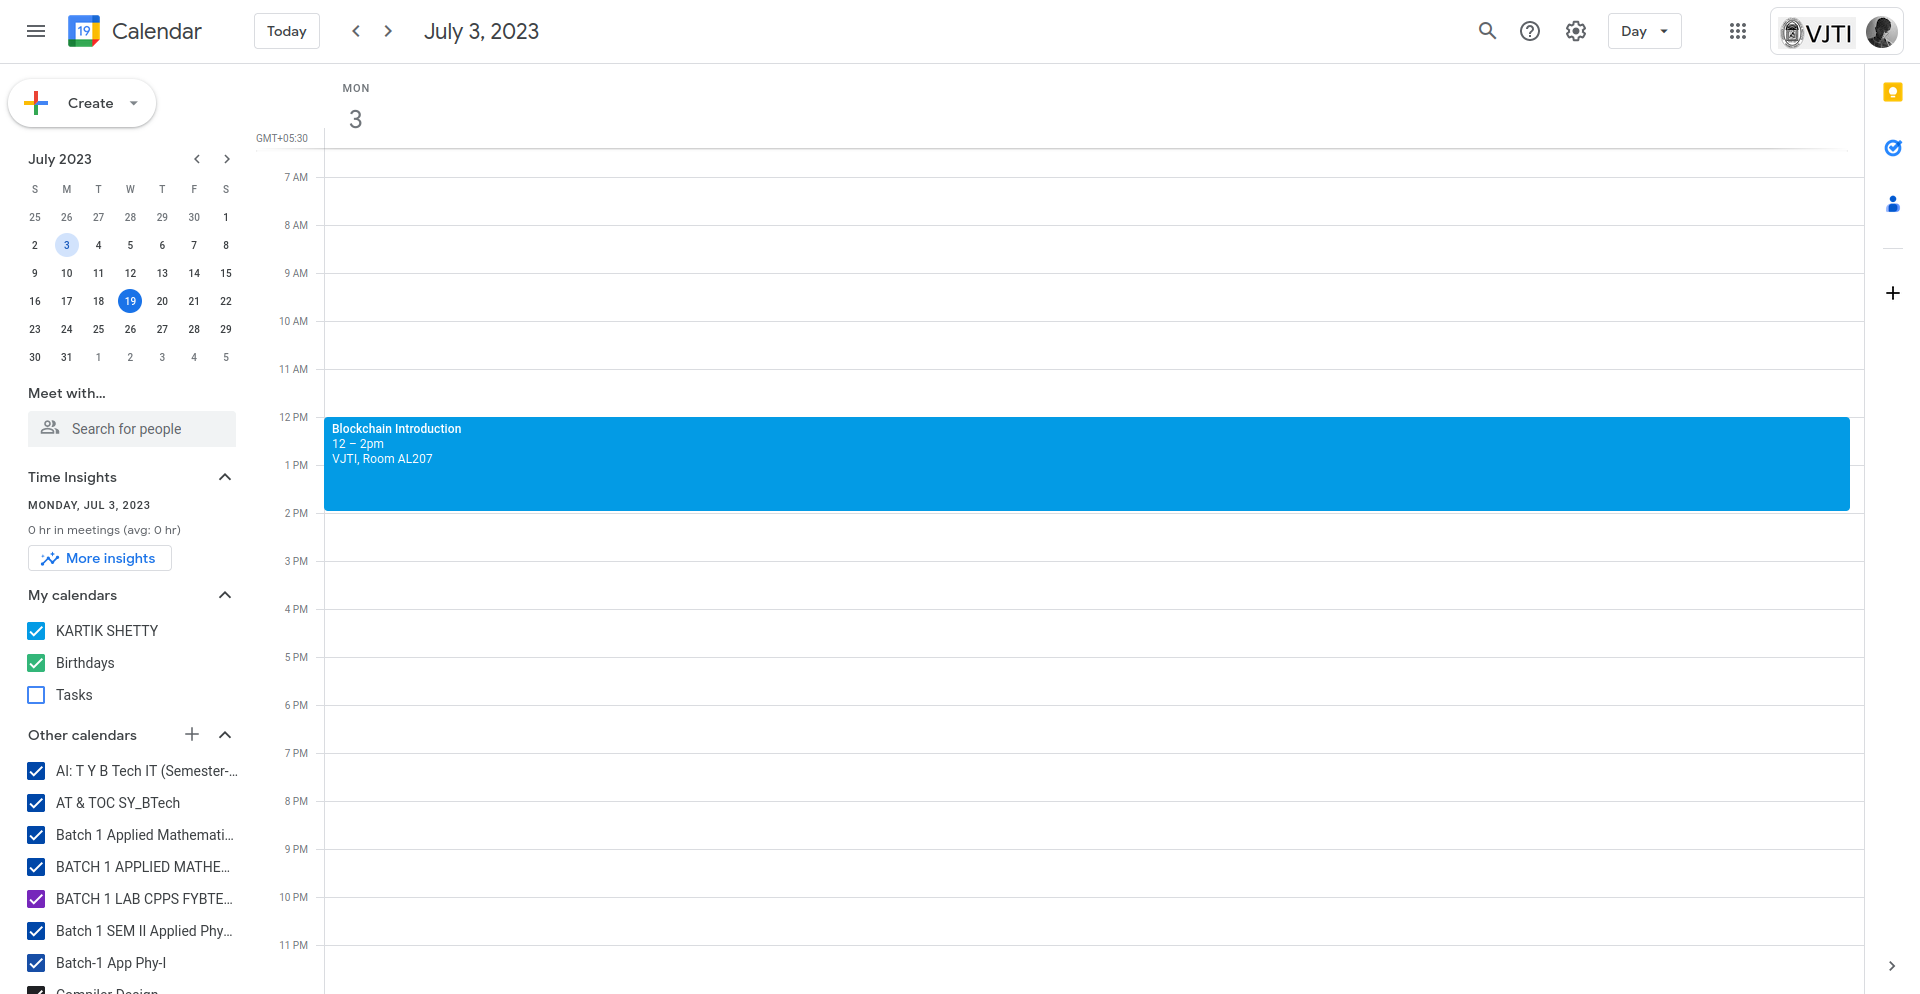 19 Calendar Today July 3, 2023 Day VJTI
Create
July 2023
S M T W T F S
25 26 27 28 29 30 1
2 3 4 5 6 7 8
9 10 11 12 13 14 15
16 17 18 19 20 21 22
23 24 25 26 27 28 29
30 31 1 2 3 4 5
Meet with…
Search for people
Time Insights
MONDAY, JUL 3, 2023
0 hr in meetings (avg: 0 hr)
More insights
My calendars
KARTIK SHETTY
Birthdays
Tasks
Other calendars
AI: T Y B Tech IT (Semester-…
AT & TOC SY_BTech
Batch 1 Applied Mathemati…
BATCH 1 APPLIED MATHE…
BATCH 1 LAB CPPS FYBTE…
Batch 1 SEM II Applied Phy…
Batch-1 App Phy-I
Compiler Design
MON
3
GMT+05:30
7 AM
8 AM
9 AM
10 AM
11 AM
12 PM
Blockchain Introduction
12 – 2pm
VJTI, Room AL207
1 PM
2 PM
3 PM
4 PM
5 PM
6 PM
7 PM
8 PM
9 PM
10 PM
11 PM